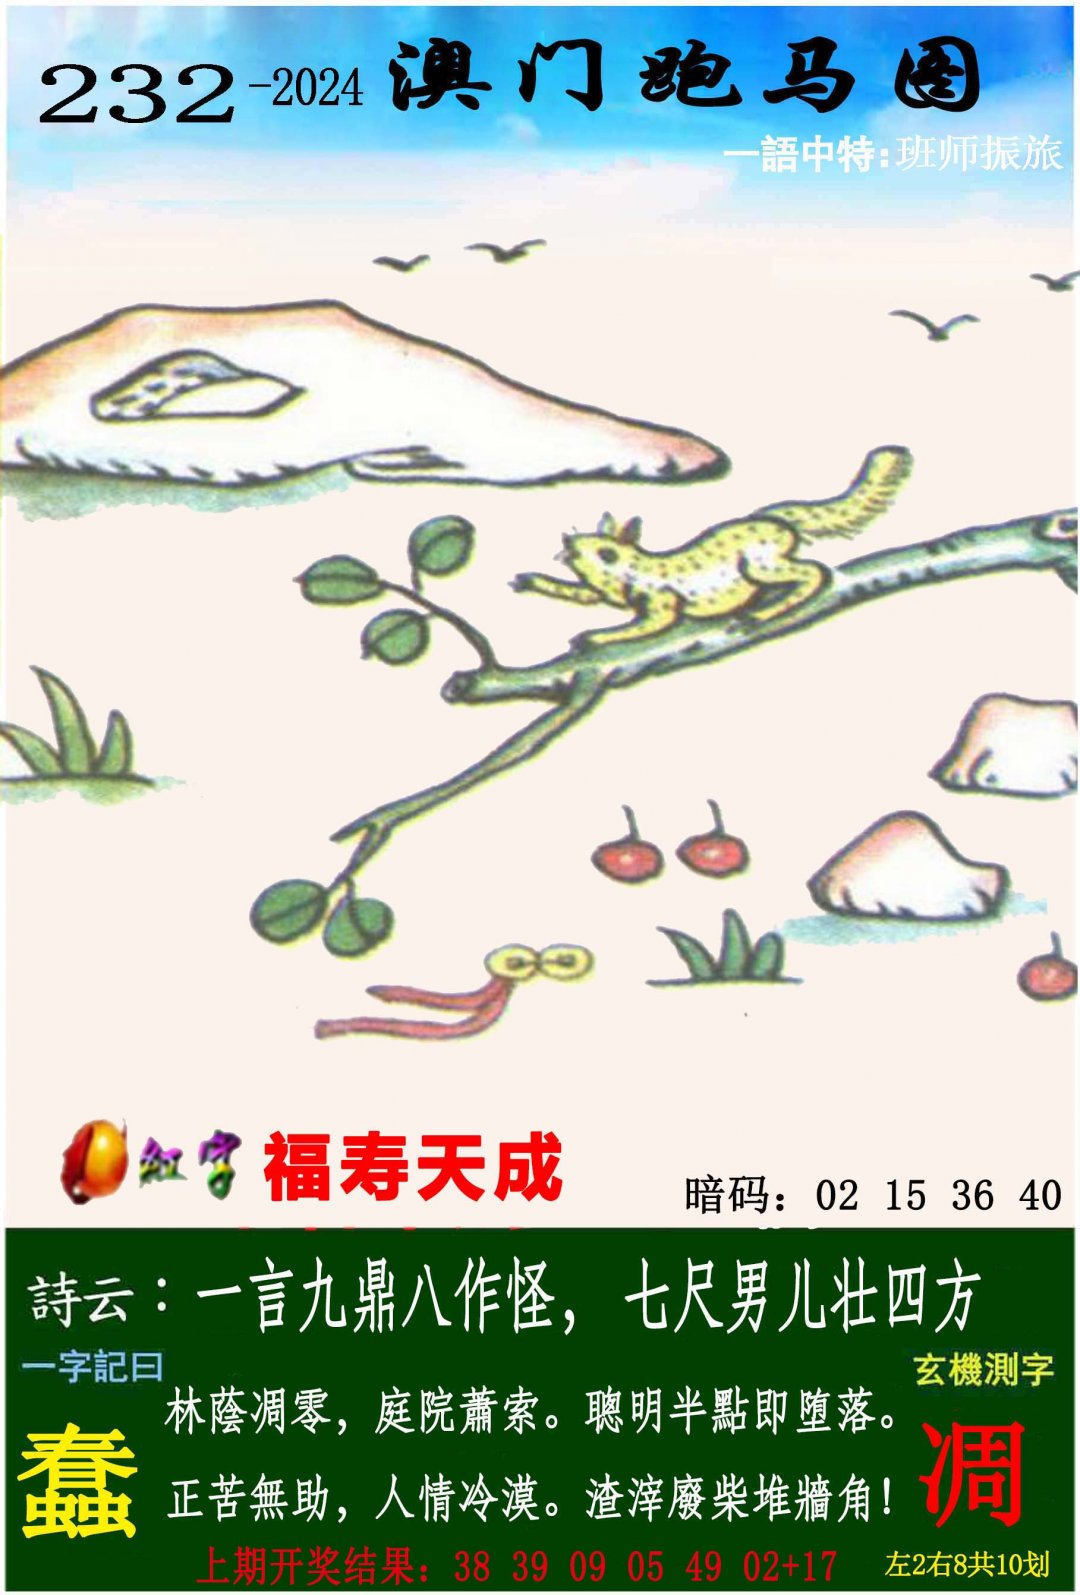 232-2024 澳门跑马图
一語中特:班师振旅
红字 福寿天成
暗码：02 15 36 40
詩云：一言九鼎八作怪，七尺男儿壮四方
一字記曰
玄機測字
林蔭凋零，庭院蕭索。聰明半點即堕落。
蠢
凋
正苦無助，人情冷漠。渣滓廢柴堆牆角！
上期开奖结果：38 39 09 05 49 02+17
左2右8共10划